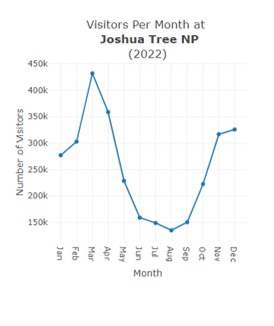 Visitors Per Month at
Joshua Tree NP
(2022)
450k
400k
350k
300k
250k
200k
150k
Number of Visitors
Jan
Feb
Mar
Apr
May
Jun
Jul
Aug
Sep
Oct
Nov
Dec
Month